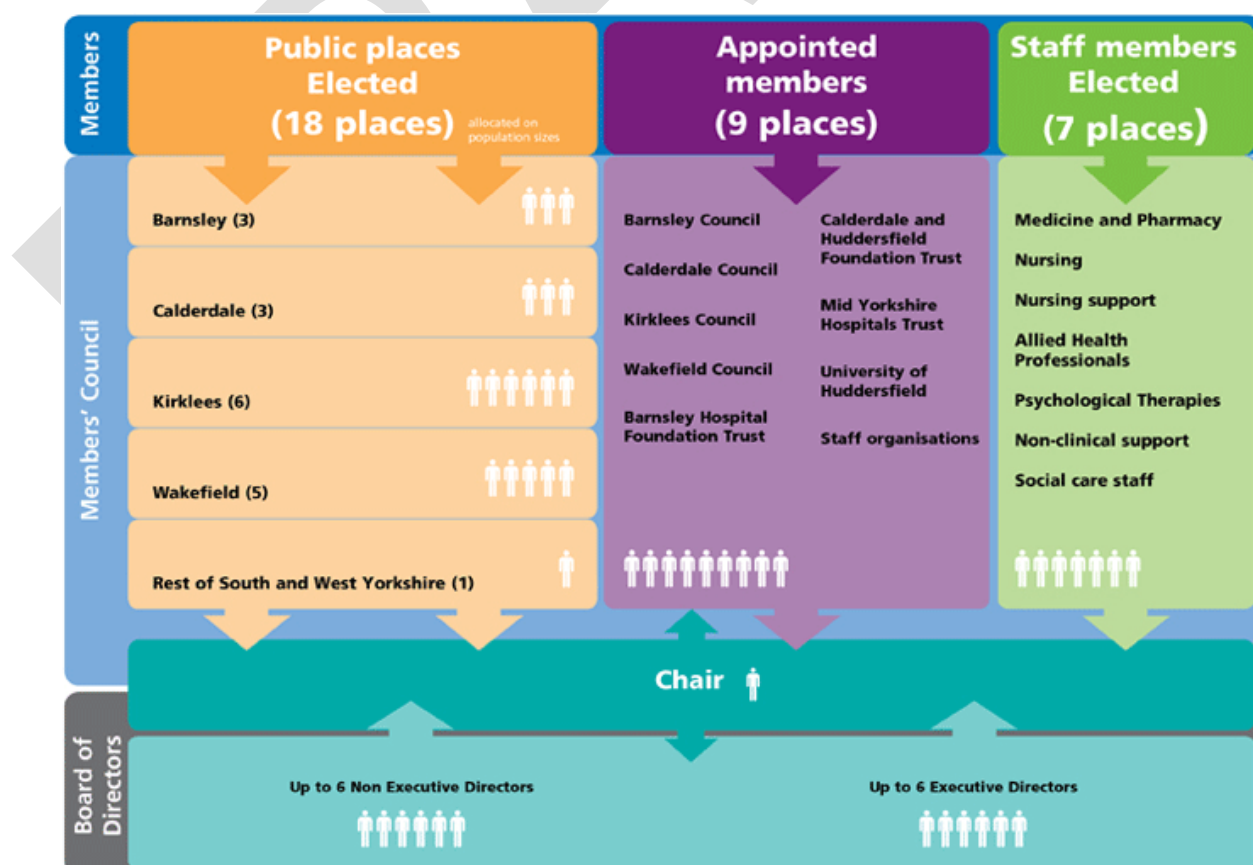 Members
Public places
Elected
(18 places)
allocated on
population sizes
Appointed
members
(9 places)
Staff members
Elected
(7 places)
Members' Council
Barnsley (3)
Calderdale (3)
Kirklees (6)
Wakefield (5)
Rest of South and West Yorkshire (1)
Barnsley Council
Calderdale Council
Kirklees Council
Wakefield Council
Barnsley Hospital
Foundation Trust
Calderdale and
Huddersfield
Foundation Trust
Mid Yorkshire
Hospitals Trust
University of
Huddersfield
Staff organisations
Medicine and Pharmacy
Nursing
Nursing support
Allied Health
Professionals
Psychological Therapies
Non-clinical support
Social care staff
Chair
Board of
Directors
Up to 6 Non Executive Directors
Up to 6 Executive Directors